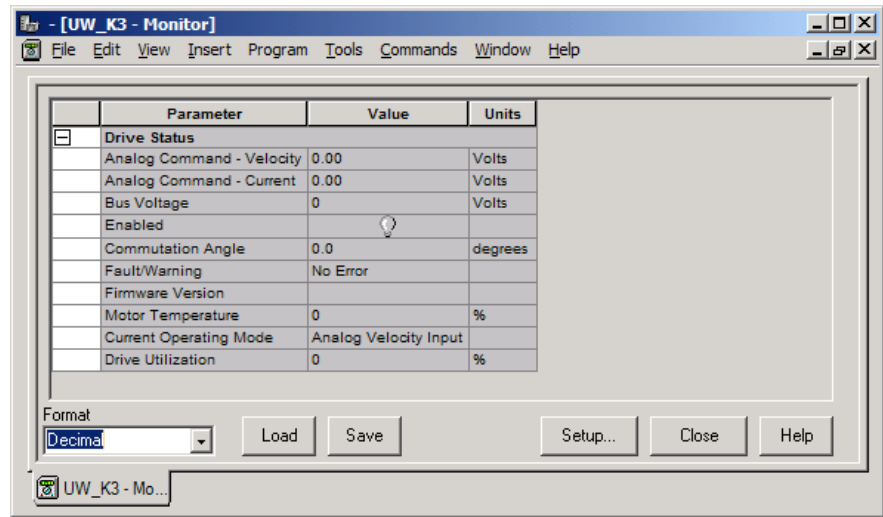 - [UW_K3 - Monitor]
File Edit View Insert Program Tools Commands Window Help
Parameter Value Units
Drive Status
Analog Command - Velocity 0.00 Volts
Analog Command - Current 0.00 Volts
Bus Voltage 0 Volts
Enabled
Commutation Angle 0.0 degrees
Fault/Warning No Error
Firmware Version
Motor Temperature 0 %
Current Operating Mode Analog Velocity Input
Drive Utilization 0 %
Format
Decimal Load Save Setup... Close Help
UW_K3 - Mo...